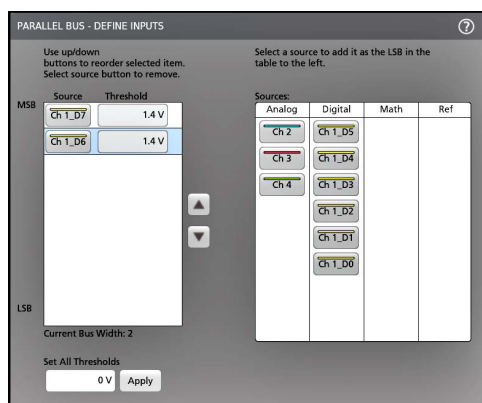 PARALLEL BUS - DEFINE INPUTS
?
Use up/down
buttons to reorder selected item.
Select source button to remove.
Select a source to add it as the LSB in the
table to the left.
Source Threshold
MSB
Ch 1_D7 1.4 V
Ch 1_D6 1.4 V
LSB
Current Bus Width: 2
Set All Thresholds
0 V Apply
Sources:
Analog Digital Math Ref
Ch 2 Ch 1_D5
Ch 3 Ch 1_D4
Ch 4 Ch 1_D3
Ch 1_D2
Ch 1_D1
Ch 1_D0